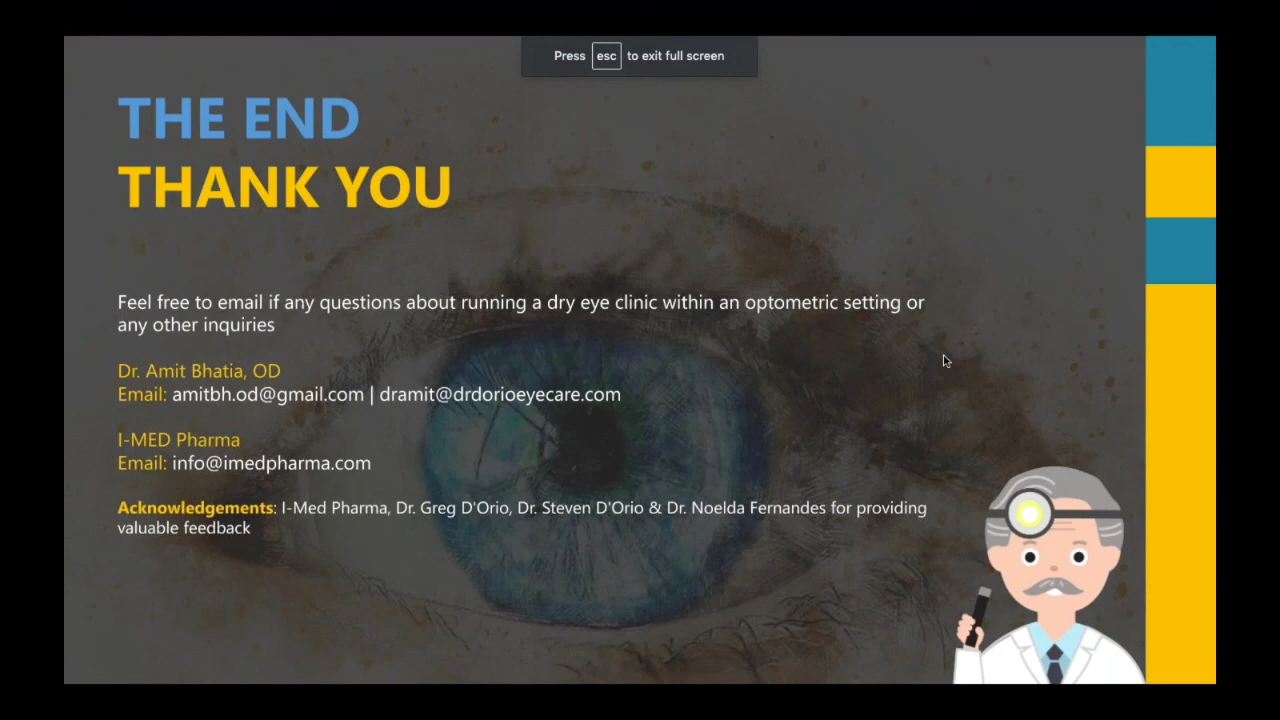 Press esc to exit full screen
THE END
THANK YOU
Feel free to email if any questions about running a dry eye clinic within an optometric setting or
any other inquiries
Dr. Amit Bhatia, OD
Email: amitbh.od@gmail.com | dramit@drdorioeyecare.com
I-MED Pharma
Email: info@imedpharma.com
Acknowledgements: I-Med Pharma, Dr. Greg D'Orio, Dr. Steven D'Orio & Dr. Noelda Fernandes for providing
valuable feedback